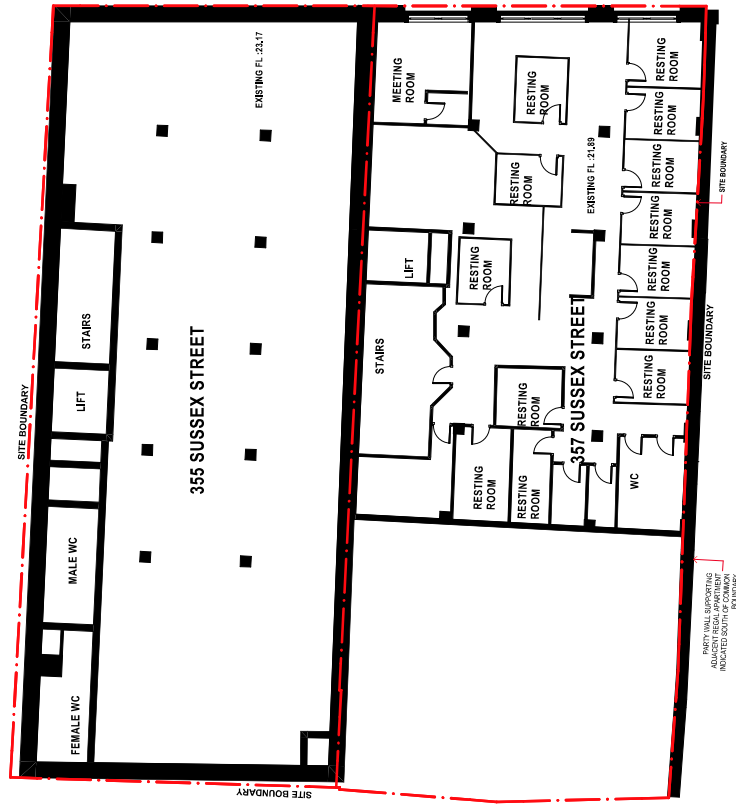 EXISTING FL :23.17
MEETING
ROOM
RESTING
ROOM
RESTING
ROOM
RESTING
ROOM
RESTING
ROOM
RESTING
ROOM
EXISTING FL :21.89
RESTING
ROOM
SITE BOUNDARY
RESTING
ROOM
LIFT
RESTING
ROOM
RESTING
ROOM
STAIRS
STAIRS
RESTING
ROOM
SITE BOUNDARY
RESTING
ROOM
SITE BOUNDARY
LIFT
355 SUSSEX STREET
357 SUSSEX STREET
RESTING
ROOM
RESTING
ROOM
RESTING
ROOM
WC
MALE WC
PARTY WALL SUPPORTING
ADJACENT REGAL APARTMENT
INDICATED SOUTH OF COMMON
BOUNDARY
FEMALE WC
SITE BOUNDARY